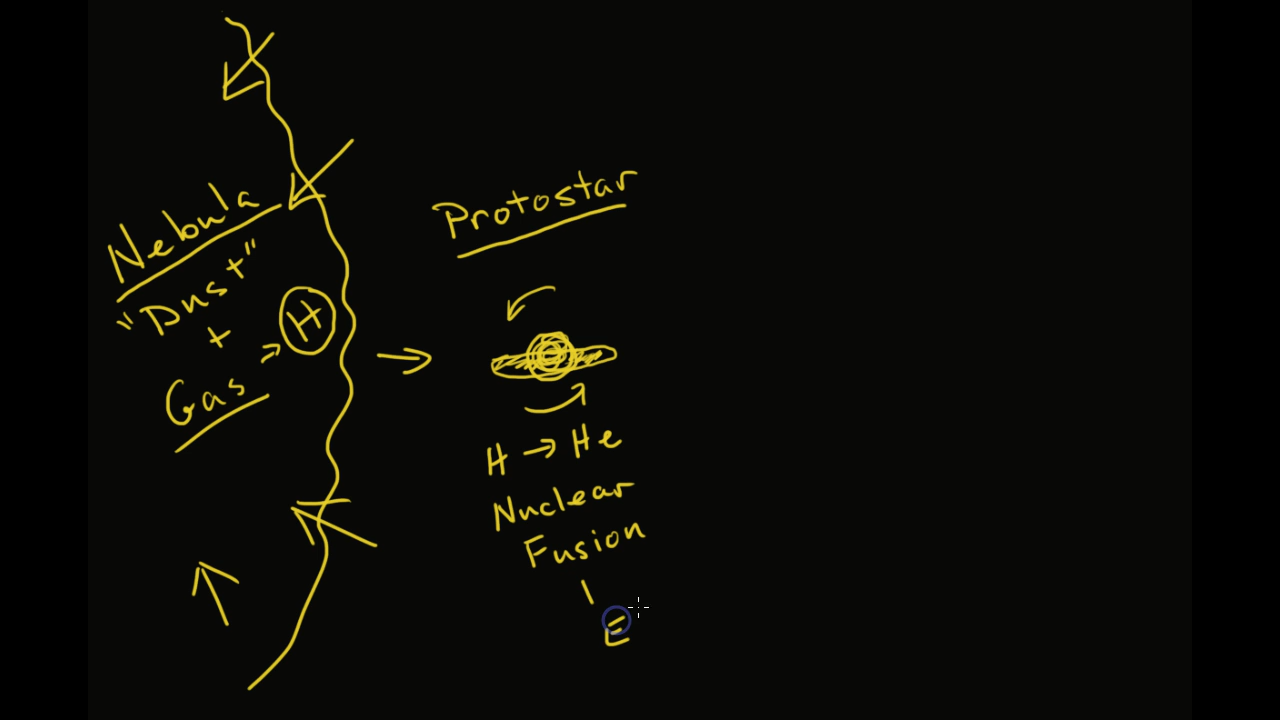 Nebula
"Dust"
+
Gas → H
Protostar
H → He
Nuclear
Fusion
E